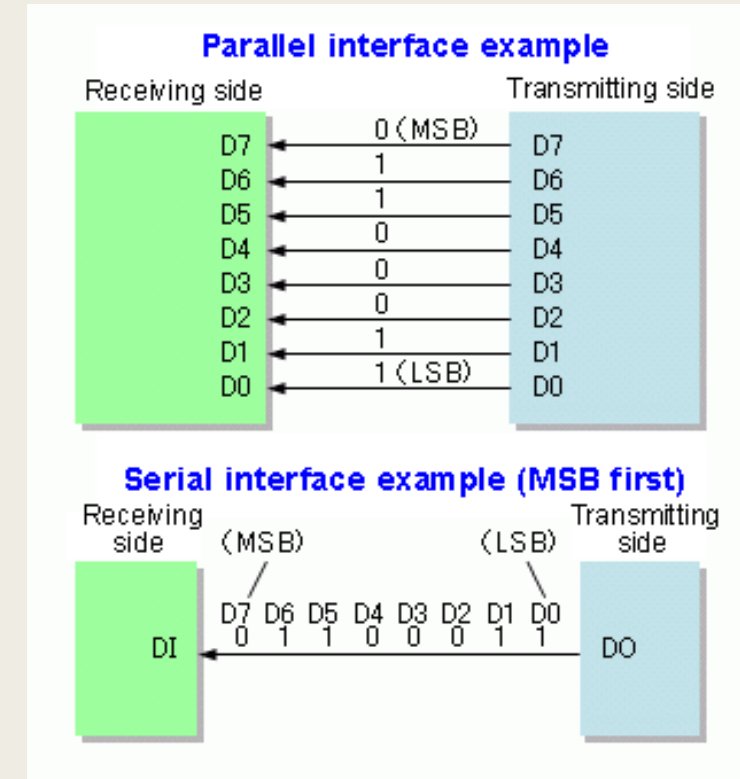 Parallel interface example
Receiving side
Transmitting side
D7 0(MSB) D7
D6 1 D6
D5 1 D5
D4 0 D4
D3 0 D3
D2 0 D2
D1 1 D1
D0 1(LSB) D0
Serial interface example (MSB first)
Receiving
side
Transmitting
side
(MSB) (LSB)
D7 D6 D5 D4 D3 D2 D1 D0
0 1 1 0 0 0 1 1
DI DO